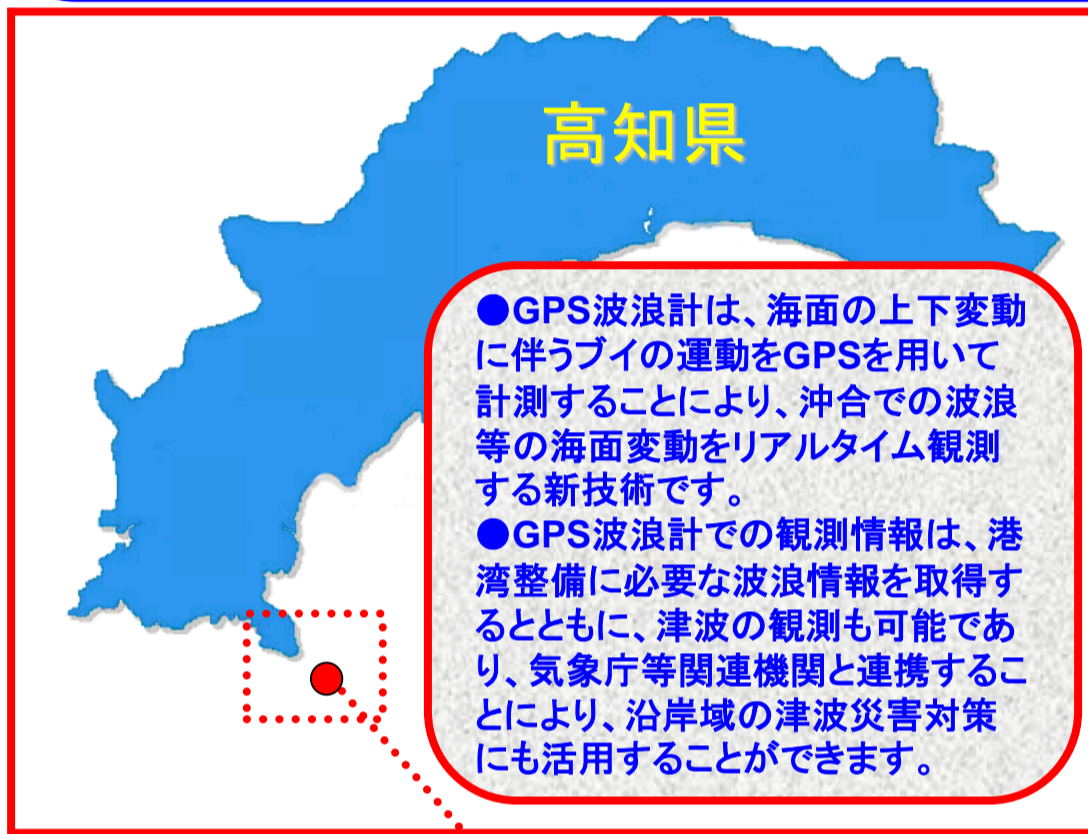 高知県
●GPS波浪計は、海面の上下変動
に伴うブイの運動をGPSを用いて
計測することにより、沖合での波浪
等の海面変動をリアルタイム観測
する新技術です。
●GPS波浪計での観測情報は、港
湾整備に必要な波浪情報を取得す
るとともに、津波の観測も可能であ
り、気象庁等関連機関と連携するこ
とにより、沿岸域の津波災害対策
にも活用することができます。